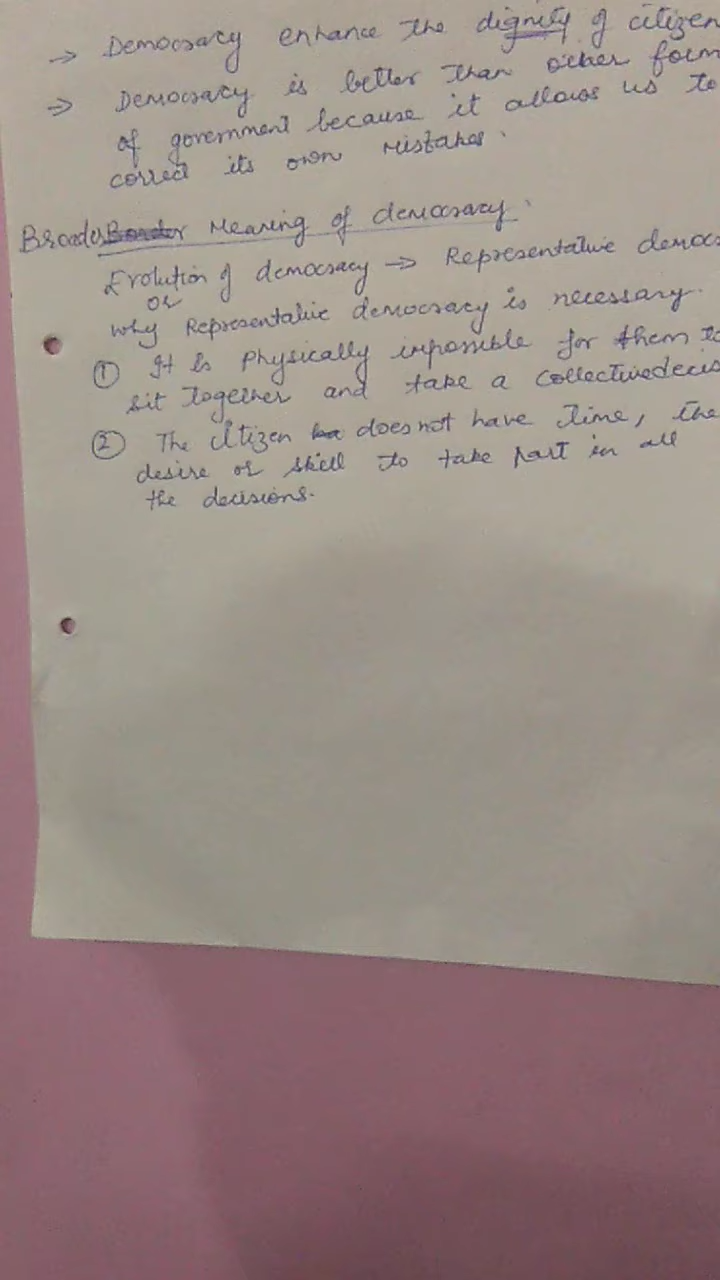 → Democracy enhance the dignity of citizen
⇒ Democracy is better than other form
of government because it allows us to
correct its own mistakes.
Broader Border Meaning of democracy.
Evolution of democracy → Representative democ
or
why Representative democracy is necessary.
① It is physically impossible for them to
sit together and take a collective decis
② The citizen does not have time, the
desire or skill to take part in all
the decisions.